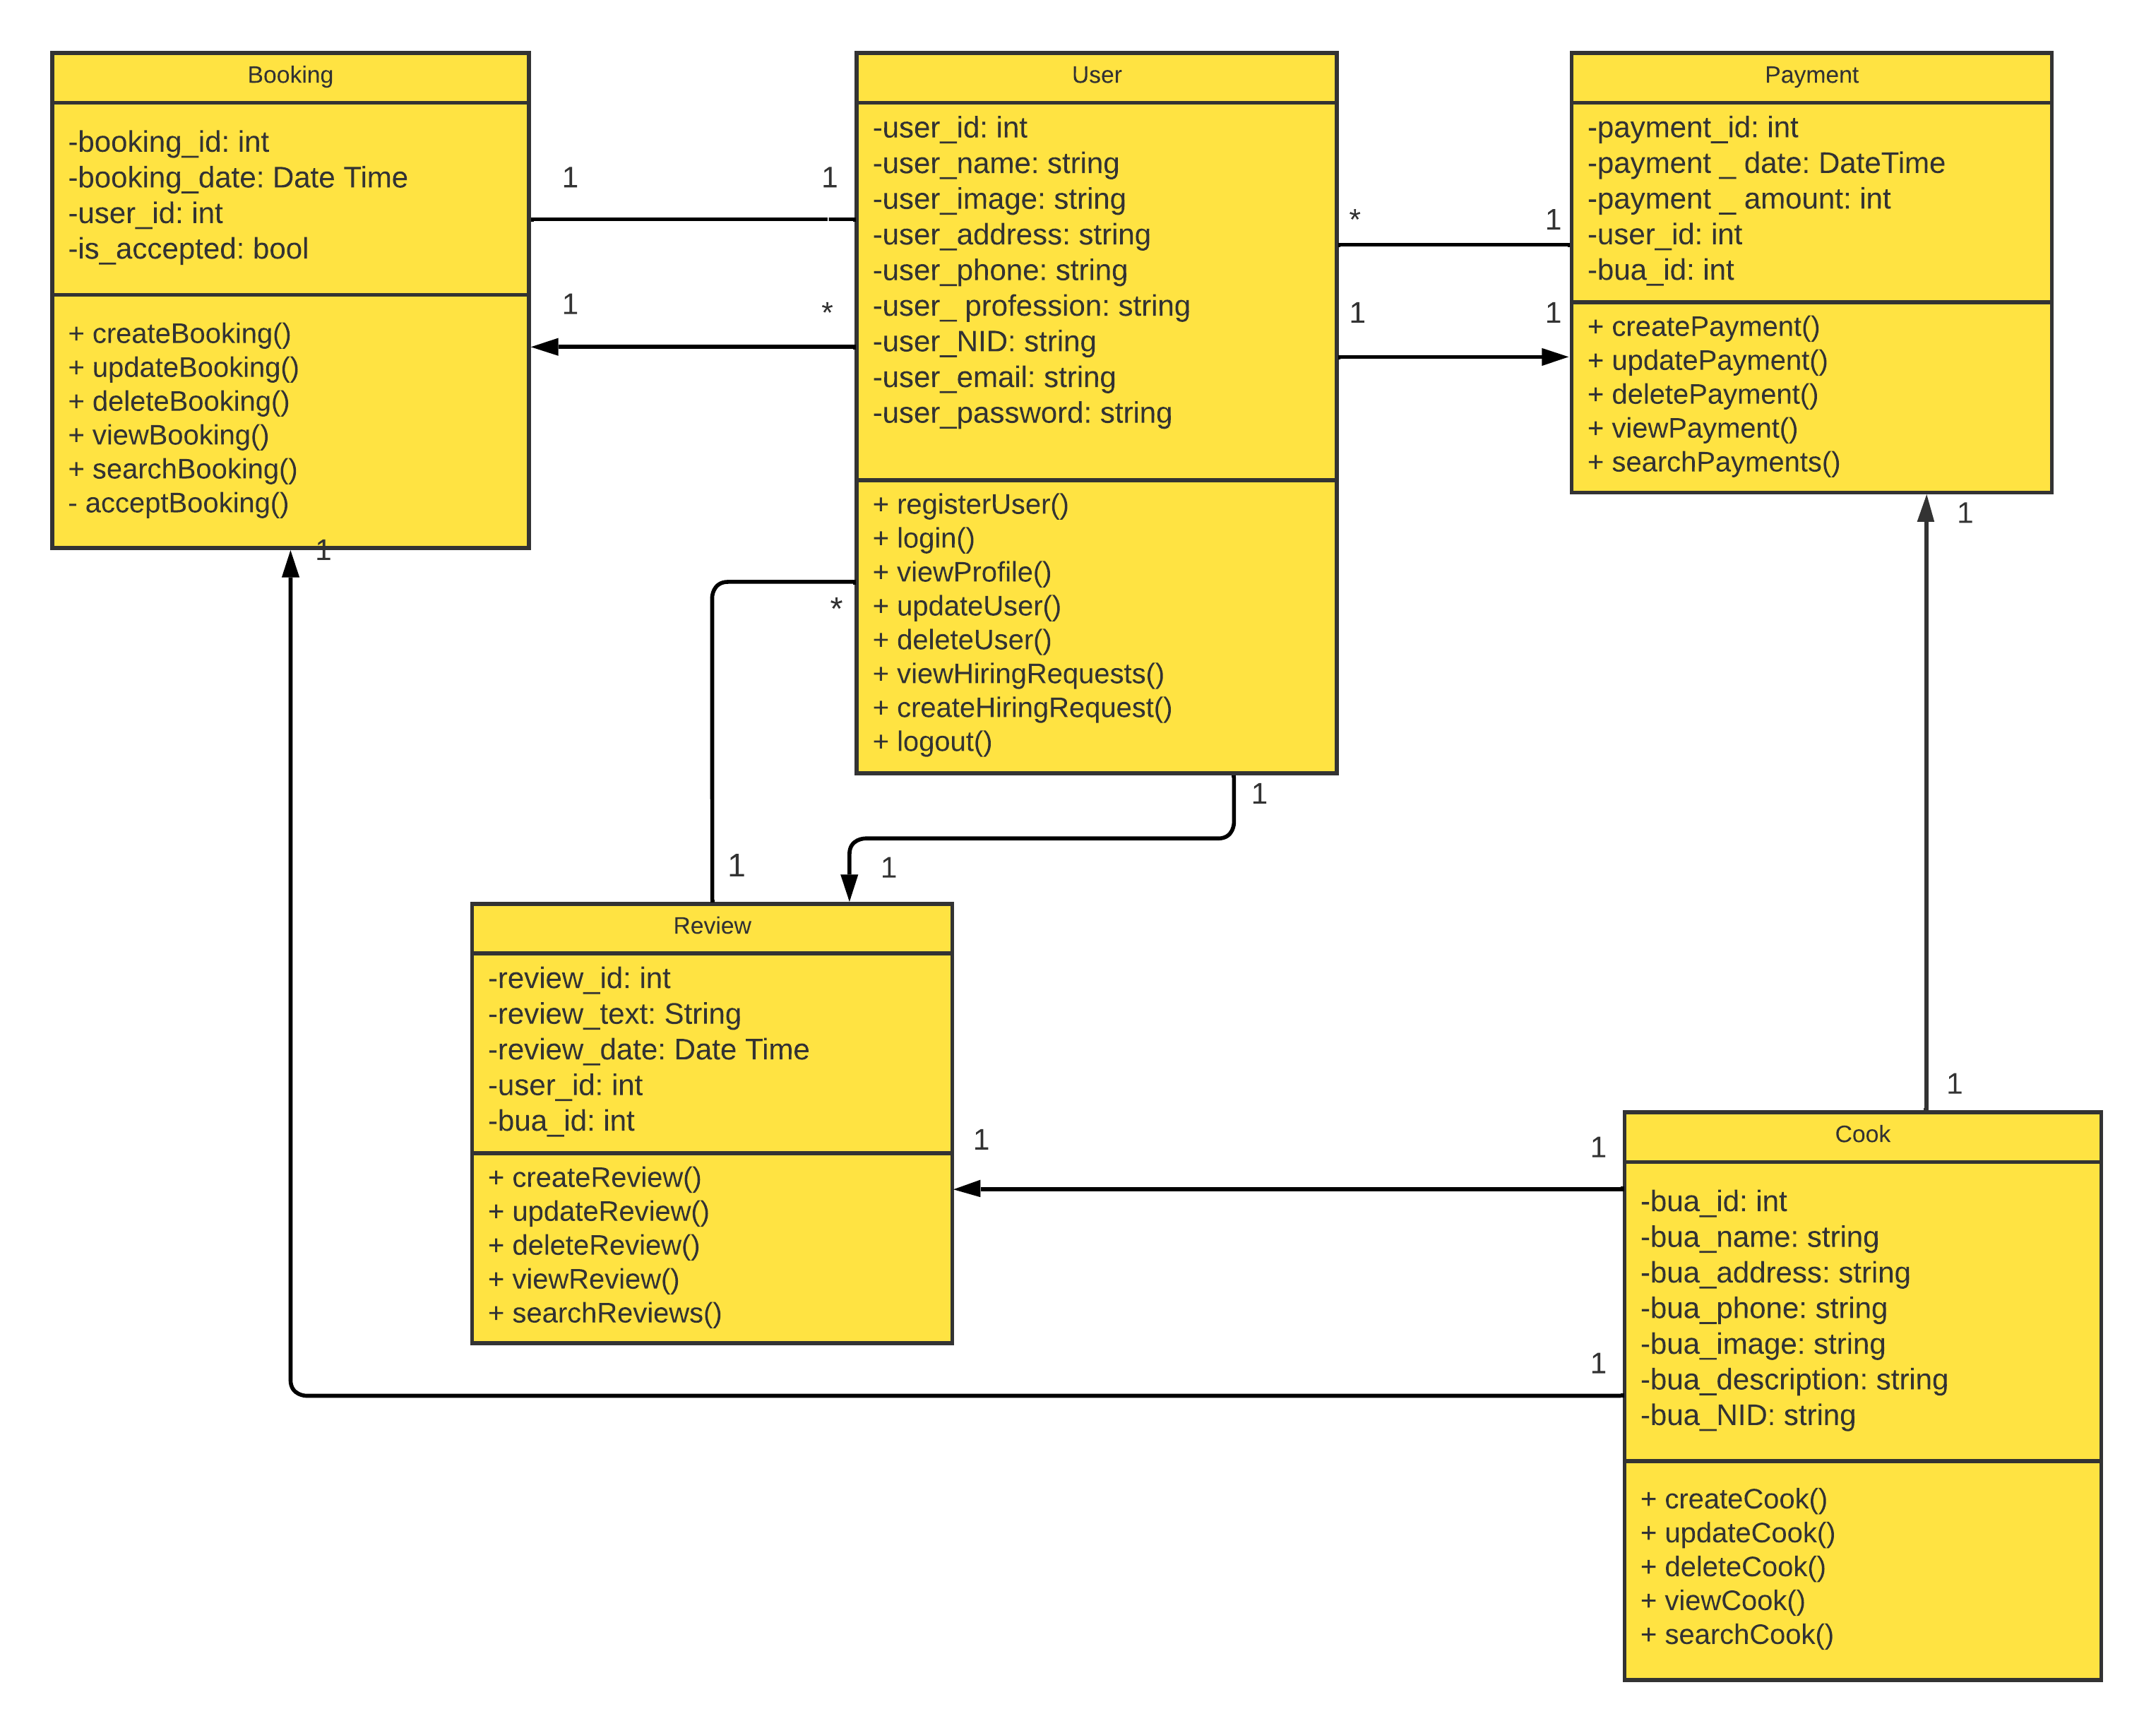 Booking
-booking_id: int
-booking_date: Date Time
-user_id: int
-is_accepted: bool
+ createBooking()
+ updateBooking()
+ deleteBooking()
+ viewBooking()
+ searchBooking()
- acceptBooking()
1
1
1
*
1
User
-user_id: int
-user_name: string
-user_image: string
-user_address: string
-user_phone: string
-user_ profession: string
-user_NID: string
-user_email: string
-user_password: string
+ registerUser()
+ login()
+ viewProfile()
+ updateUser()
+ deleteUser()
+ viewHiringRequests()
+ createHiringRequest()
+ logout()
*
1
1
1
Payment
-payment_id: int
-payment _ date: DateTime
-payment _ amount: int
-user_id: int
-bua_id: int
+ createPayment()
+ updatePayment()
+ deletePayment()
+ viewPayment()
+ searchPayments()
1
*
1
1
1
Review
-review_id: int
-review_text: String
-review_date: Date Time
-user_id: int
-bua_id: int
+ createReview()
+ updateReview()
+ deleteReview()
+ viewReview()
+ searchReviews()
1
1
1
1
Cook
-bua_id: int
-bua_name: string
-bua_address: string
-bua_phone: string
-bua_image: string
-bua_description: string
-bua_NID: string
+ createCook()
+ updateCook()
+ deleteCook()
+ viewCook()
+ searchCook()